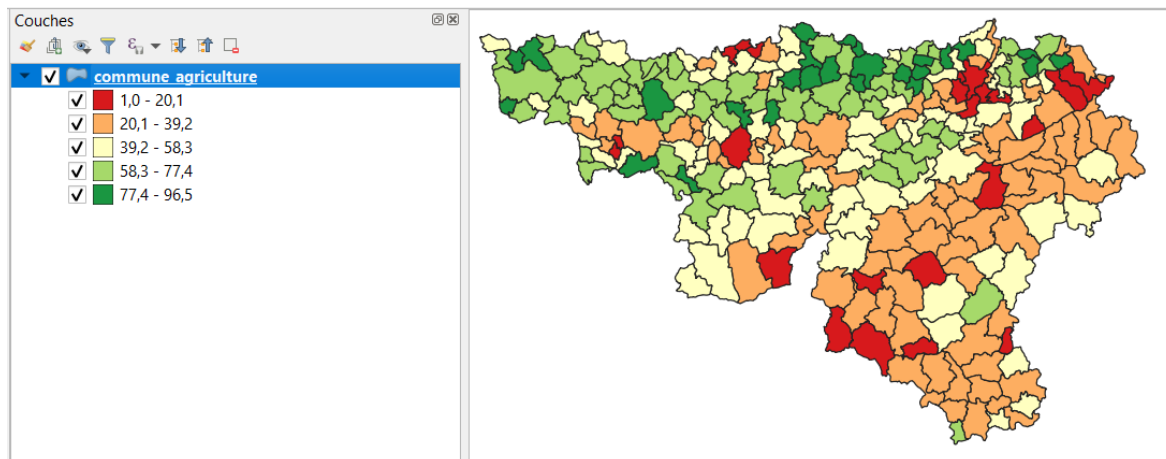 Couches
commune_agriculture
1,0 - 20,1
20,1 - 39,2
39,2 - 58,3
58,3 - 77,4
77,4 - 96,5